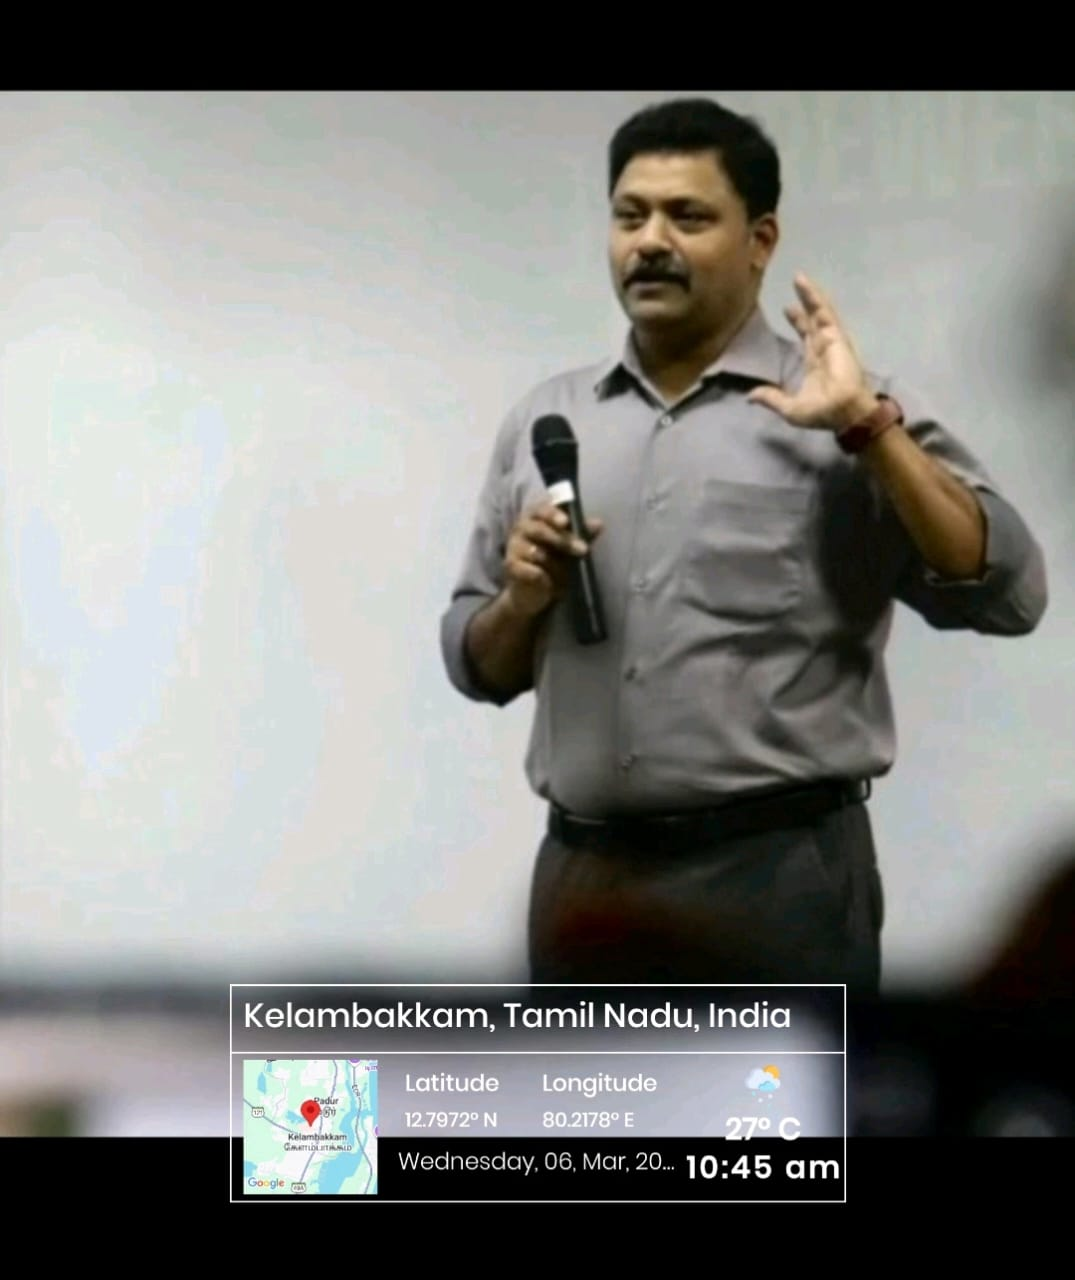 Kelambakkam, Tamil Nadu, India
Latitude Longitude
12.7972° N 80.2178° E
27° C
Wednesday, 06, Mar, 20...
10:45 am
Padur
Kelambakkam
Google